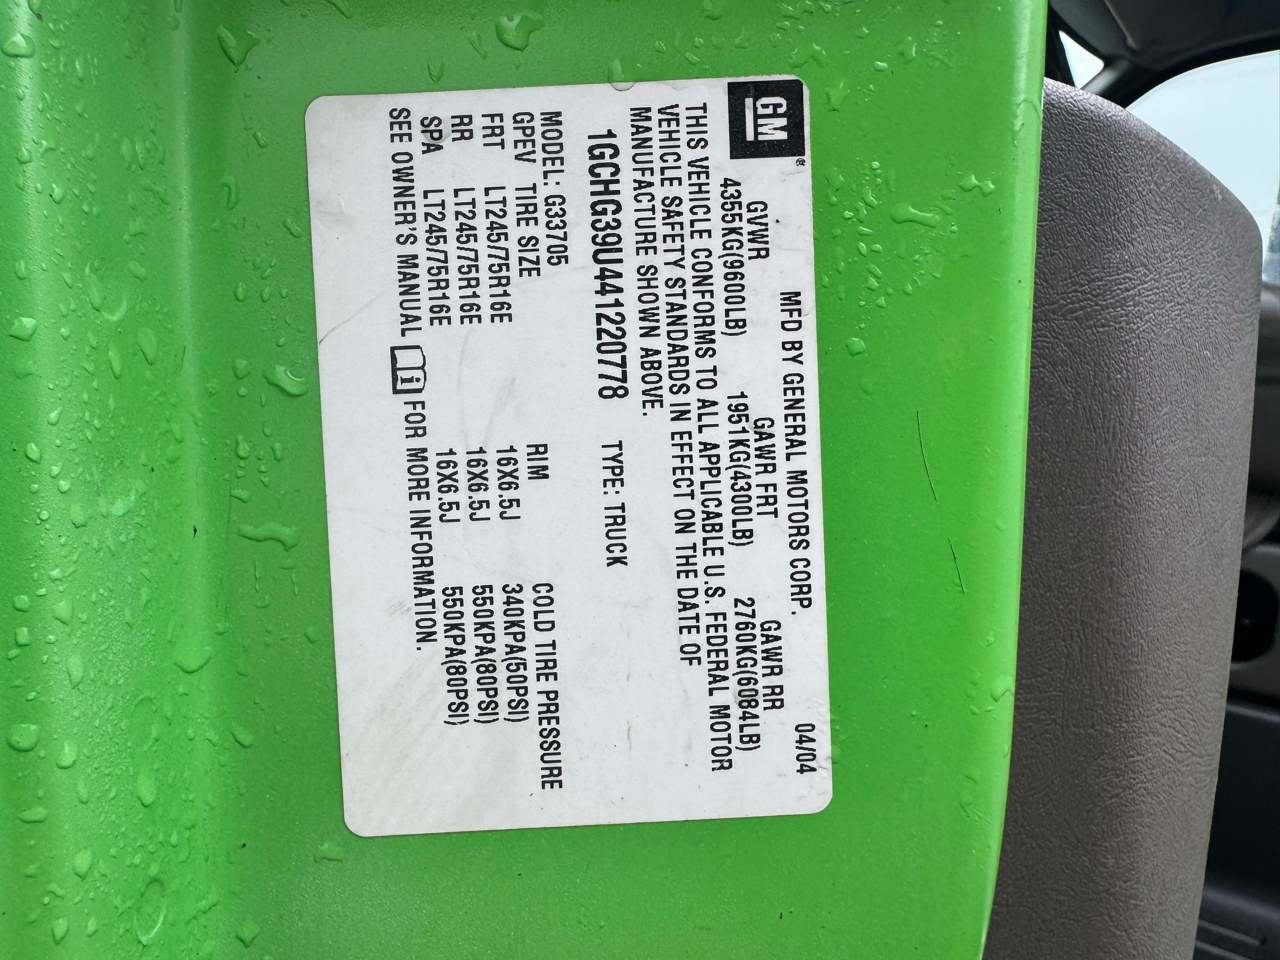 GM®
MFD BY GENERAL MOTORS CORP. 04/04
GVWR GAWR FRT GAWR RR
4355KG(9600LB) 1951KG(4300LB) 2760KG(6084LB)
THIS VEHICLE CONFORMS TO ALL APPLICABLE U.S. FEDERAL MOTOR
VEHICLE SAFETY STANDARDS IN EFFECT ON THE DATE OF
MANUFACTURE SHOWN ABOVE.
1GCHG39U441220778 TYPE: TRUCK
MODEL: G33705
GPEV TIRE SIZE RIM COLD TIRE PRESSURE
FRT LT245/75R16E 16X6.5J 340KPA(50PSI)
RR LT245/75R16E 16X6.5J 550KPA(80PSI)
SPA LT245/75R16E 16X6.5J 550KPA(80PSI)
SEE OWNER'S MANUAL i FOR MORE INFORMATION.